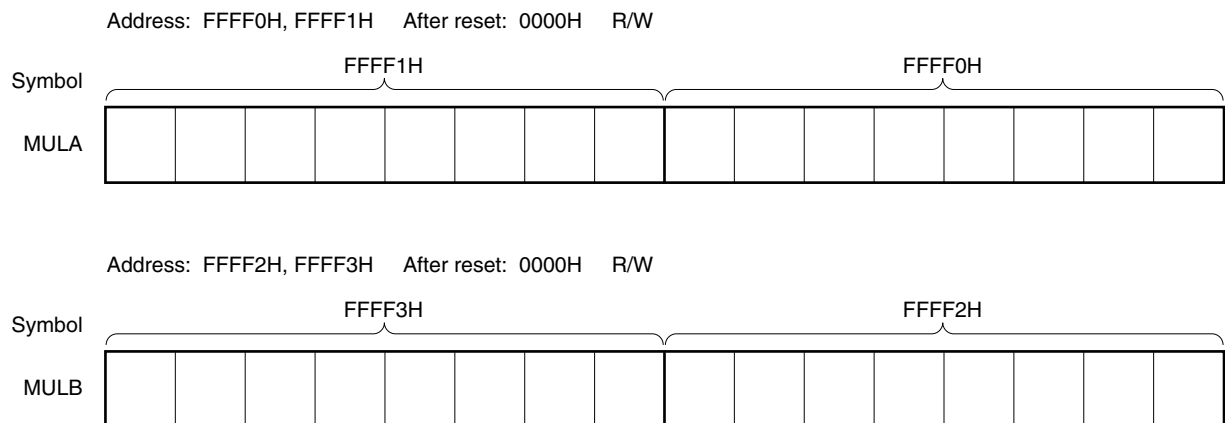 Address: FFFF0H, FFFF1H After reset: 0000H R/W
FFFF1H FFFF0H
Symbol
MULA
Address: FFFF2H, FFFF3H After reset: 0000H R/W
FFFF3H FFFF2H
Symbol
MULB